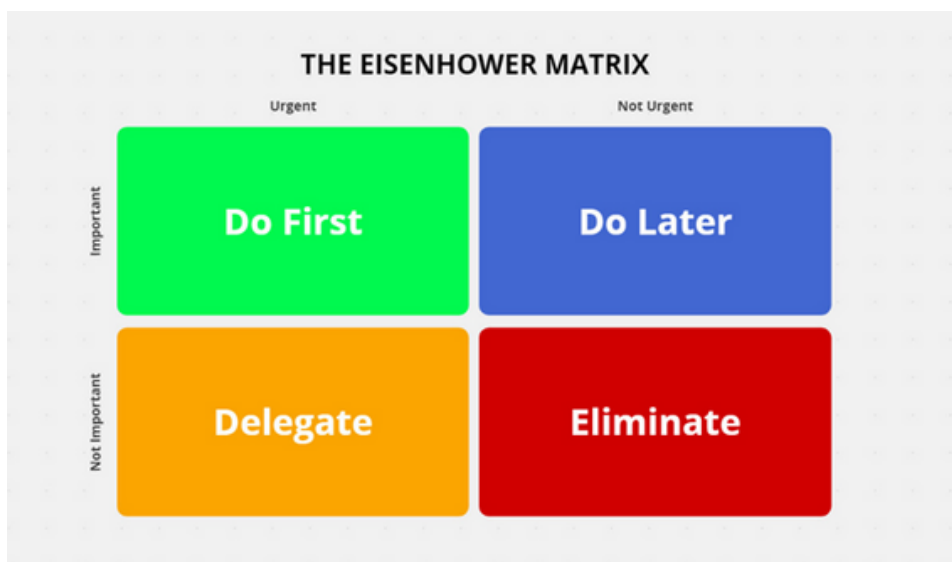 THE EISENHOWER MATRIX
Urgent
Not Urgent
Important
Do First
Do Later
Not Important
Delegate
Eliminate